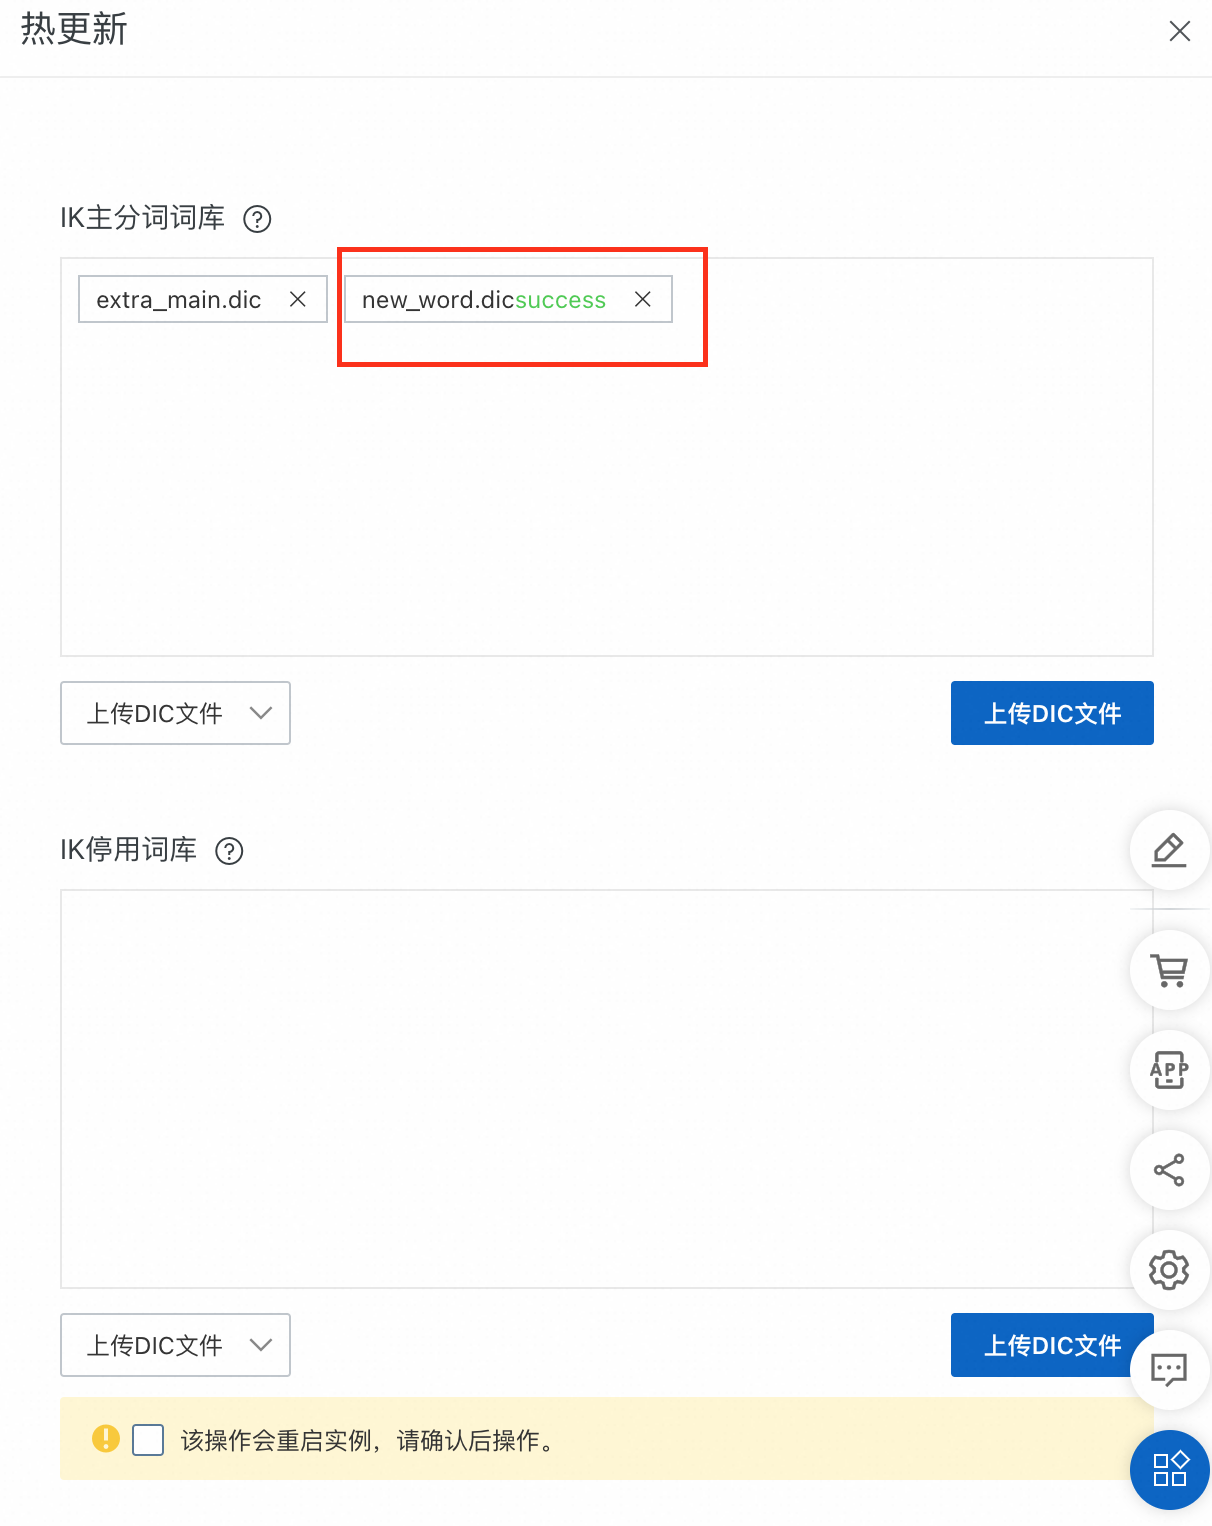 热更新
IK主分词词库 ?
extra_main.dic
new_word.dicsuccess
上传DIC文件
上传DIC文件
IK停用词库 ?
上传DIC文件
上传DIC文件
该操作会重启实例，请确认后操作。
APP